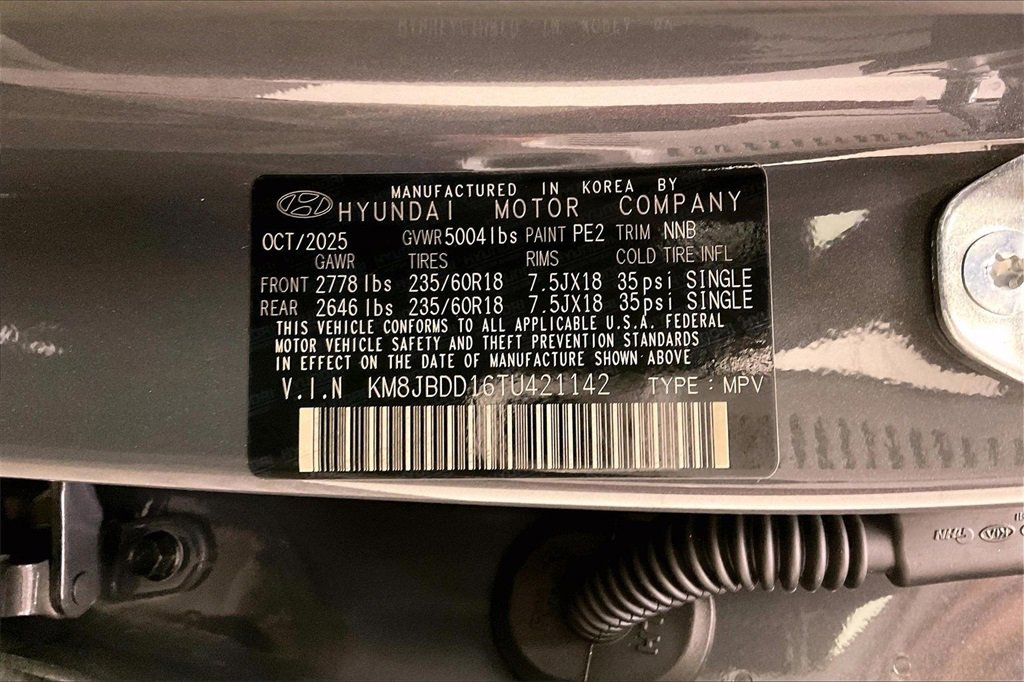 MANUFACTURED IN KOREA BY
HYUNDAI MOTOR COMPANY
OCT/2025 GVWR 5004lbs PAINT PE2 TRIM NNB
GAWR TIRES RIMS COLD TIRE INFL
FRONT 2778 lbs 235/60R18 7.5JX18 35psi SINGLE
REAR 2646 lbs 235/60R18 7.5JX18 35psi SINGLE
THIS VEHICLE CONFORMS TO ALL APPLICABLE U.S.A. FEDERAL
MOTOR VEHICLE SAFETY AND THEFT PREVENTION STANDARDS
IN EFFECT ON THE DATE OF MANUFACTURE SHOWN ABOVE
V.I.N KM8JBDD16TU421142 TYPE : MPV
KIA